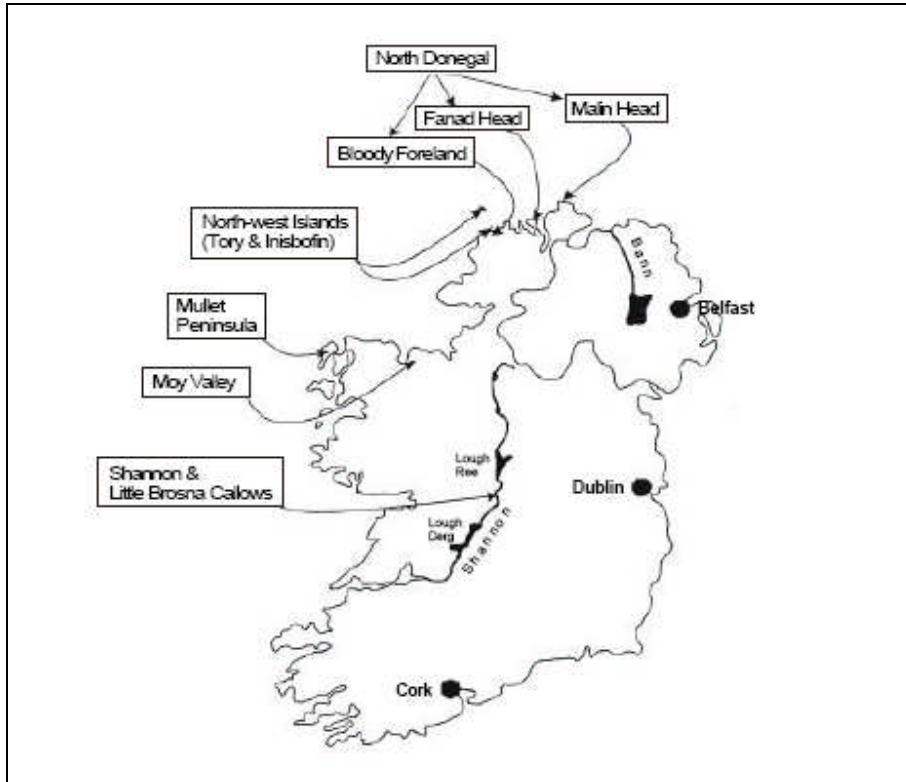 North Donegal
Fanad Head
Malin Head
Bloody Foreland
North-west Islands
(Tory & Inisbofin)
Bann
Belfast
Mullet
Peninsula
Moy Valley
Lough
Ree
Shannon &
Little Brosna Callows
Dublin
Lough
Derg
Shannon
Cork